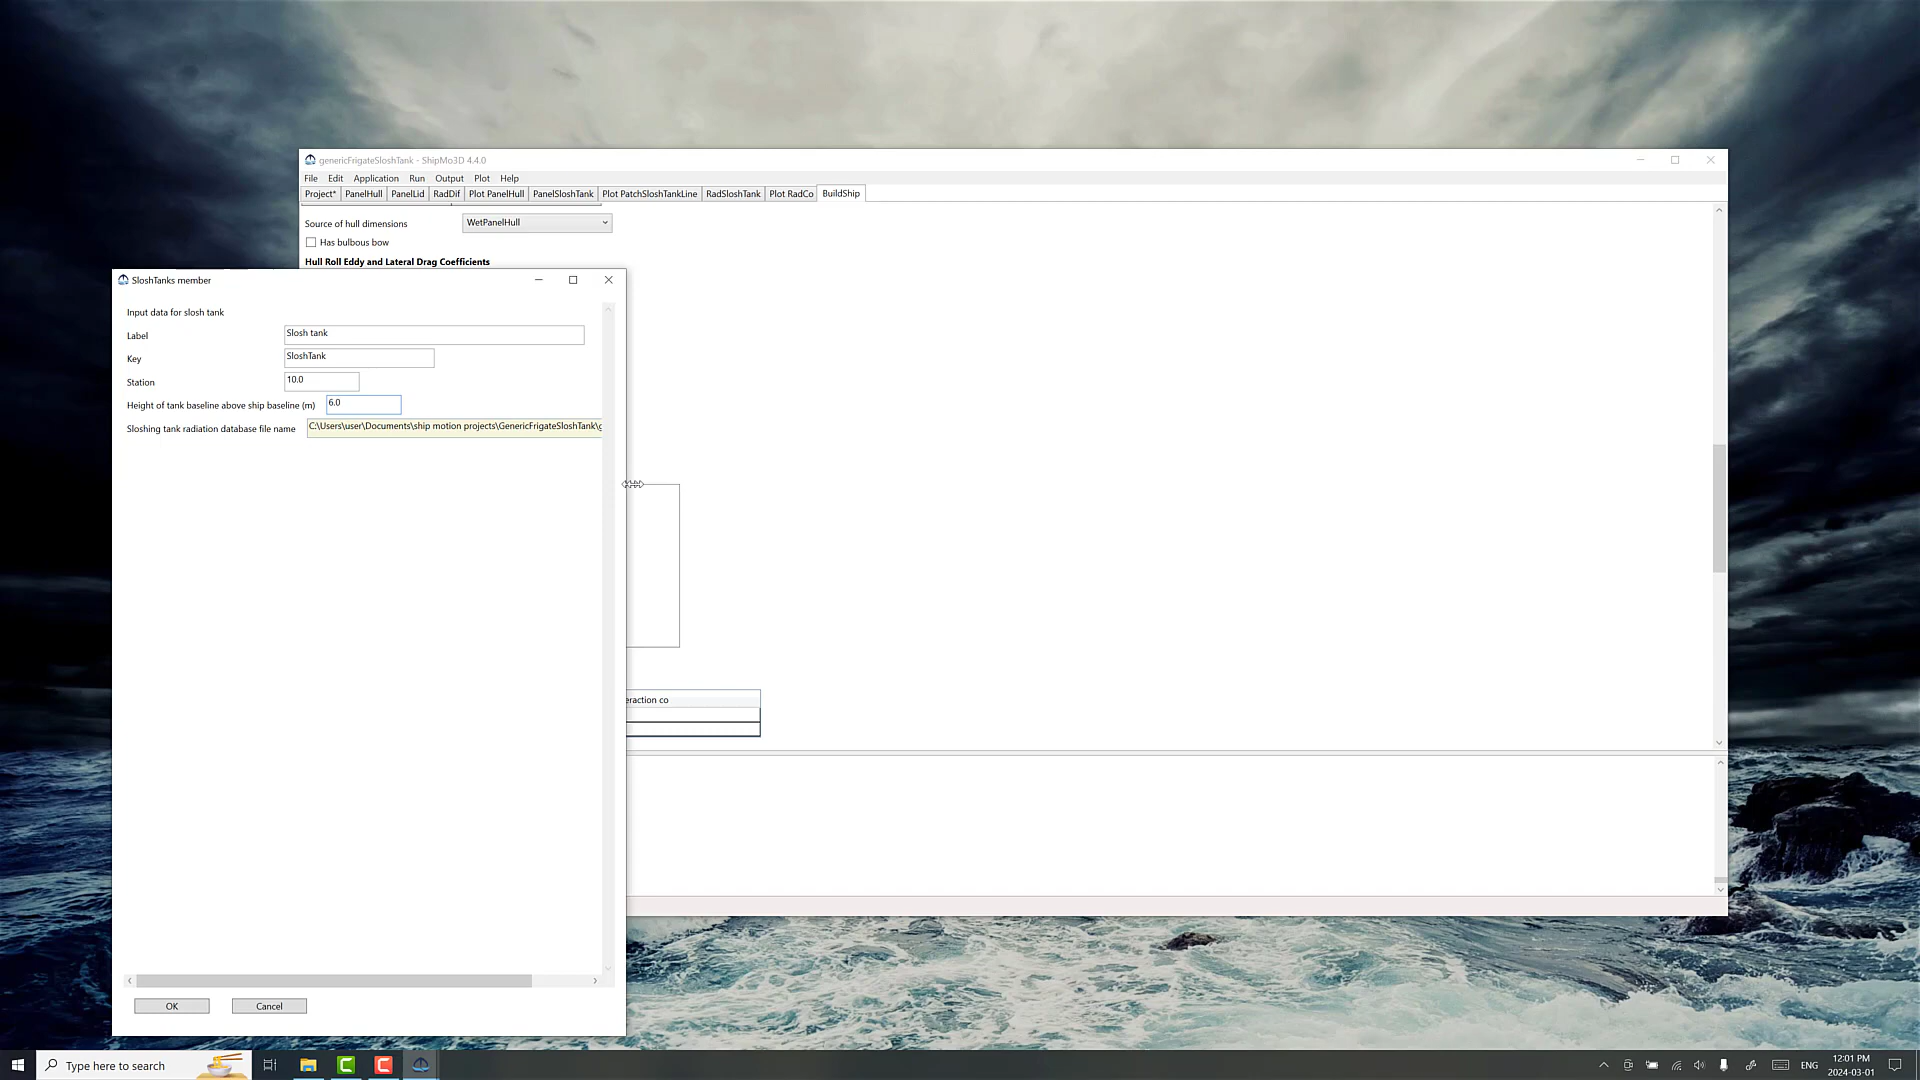 genericFrigateSloshTank - ShipMo3D 4.4.0
File Edit Application Run Output Plot Help
Project* PanelHull PanelLid RadDif Plot PanelHull PanelSloshTank Plot PatchSloshTankLine RadSloshTank Plot RadCo BuildShip
Source of hull dimensions WetPanelHull
Has bulbous bow
Hull Roll Eddy and Lateral Drag Coefficients
SloshTanks member
Input data for slosh tank
Label Slosh tank
Key SloshTank
Station 10.0
Height of tank baseline above ship baseline (m) 6.0
Sloshing tank radiation database file name C:\Users\user\Documents\ship motion projects\GenericFrigateSloshTank\g
eraction co
OK Cancel
Type here to search
ENG
12:01 PM
2024-03-01